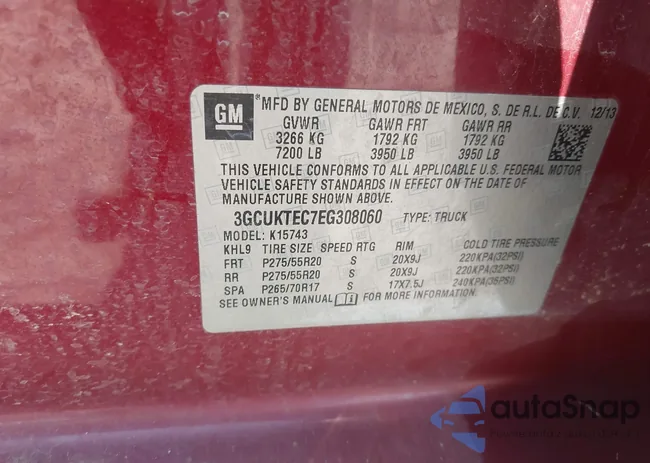 GM ® MFD BY GENERAL MOTORS DE MEXICO, S. DE R.L. DE C.V. 12/13
GVWR GAWR FRT GAWR RR
3266 KG 1792 KG 1792 KG
7200 LB 3950 LB 3950 LB
THIS VEHICLE CONFORMS TO ALL APPLICABLE U.S. FEDERAL MOTOR
VEHICLE SAFETY STANDARDS IN EFFECT ON THE DATE OF
MANUFACTURE SHOWN ABOVE.
3GCUKTEC7EG308060 TYPE: TRUCK
MODEL: K15743
KHL9 TIRE SIZE SPEED RTG RIM COLD TIRE PRESSURE
FRT P275/55R20 S 20X9J 220KPA(32PSI)
RR P275/55R20 S 20X9J 220KPA(32PSI)
SPA P265/70R17 S 17X7.5J 240KPA(35PSI)
SEE OWNER'S MANUAL FOR MORE INFORMATION.
autaSnap